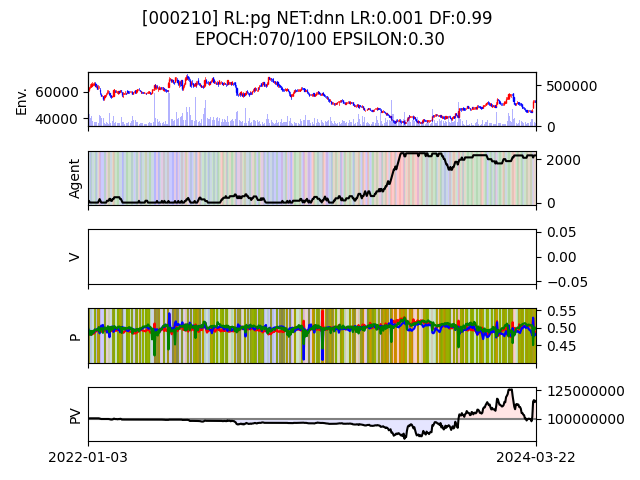 [000210] RL:pg NET:dnn LR:0.001 DF:0.99
EPOCH:070/100 EPSILON:0.30
Env.
60000
40000
500000
0
Agent
2000
0
V
0.05
0.00
−0.05
P
0.55
0.50
0.45
PV
125000000
100000000
2022-01-03
2024-03-22